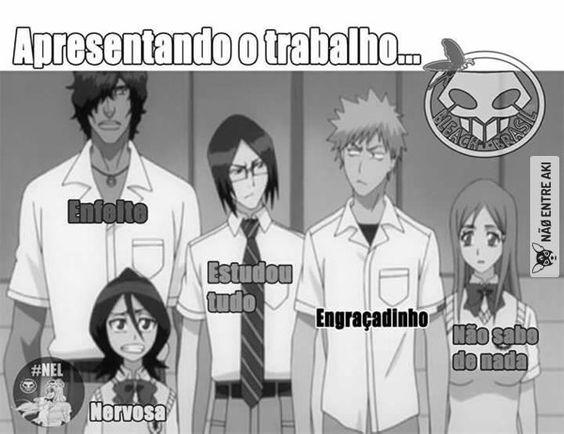 Apresentando o trabalho...
BLEACH BRASIL
NÃO ENTRE AKI
Enfeite
Estudou
tudo
Engraçadinho
Não sabe
de nada
#NEL
Nervosa